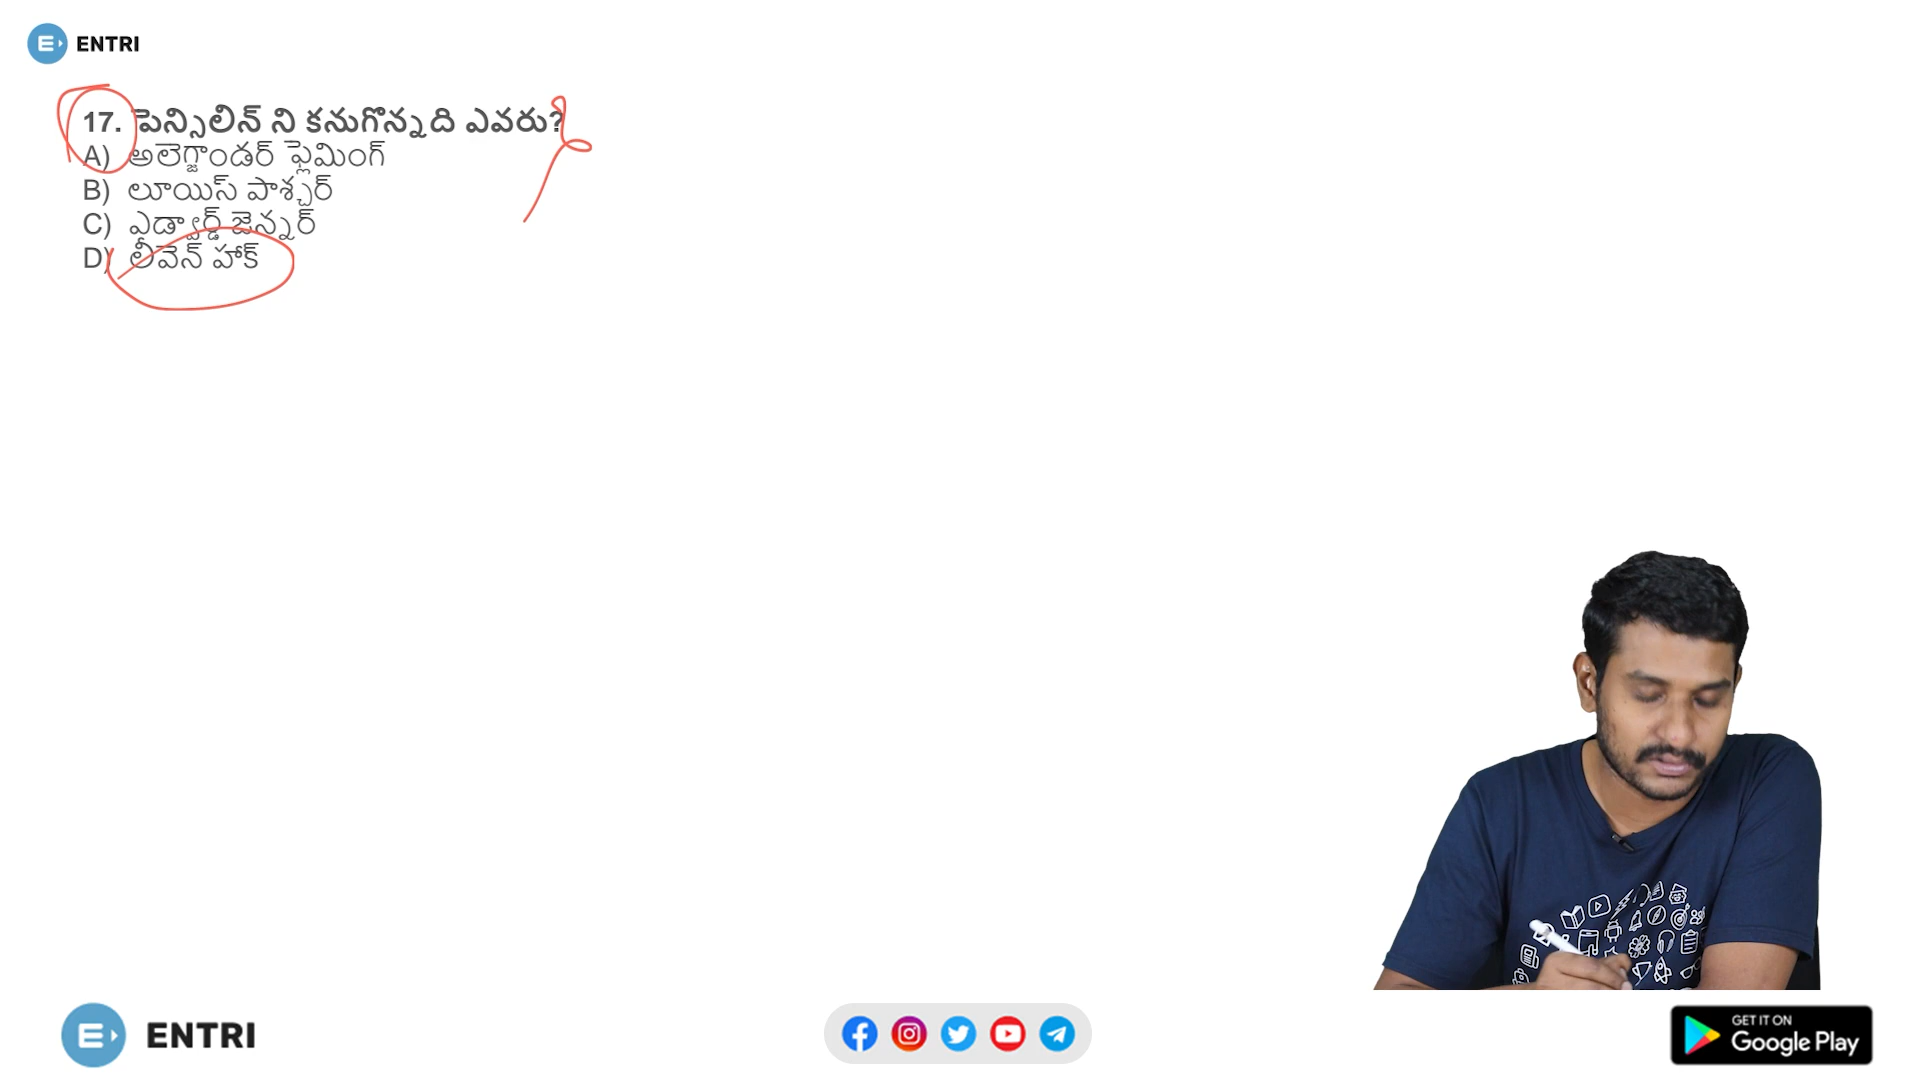 ENTRI
17. పెన్సిలిన్ ని కనుగొన్నది ఎవరు?
A) అలెగ్జాండర్ ఫ్లెమింగ్
B) లూయిస్ పాశ్చర్
C) ఎడ్వార్డ్ జెన్నర్
D) లీవెన్ హాక్
ENTRI
GET IT ON
Google Play